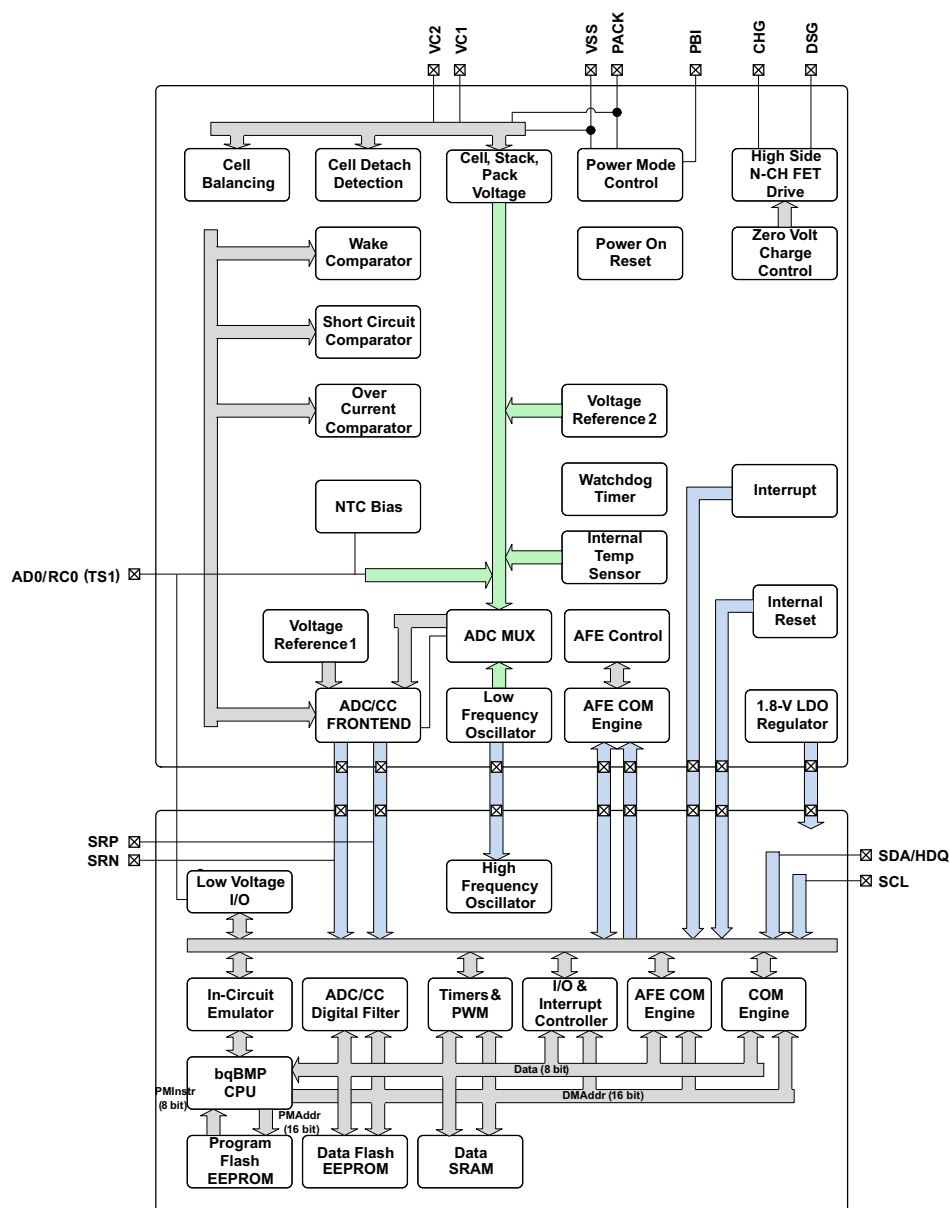 VC2
VC1
VSS
PACK
PBI
CHG
DSG
Cell
Balancing
Cell Detach
Detection
Cell, Stack,
Pack
Voltage
Power Mode
Control
High Side
N-CH FET
Drive
Wake
Comparator
Power On
Reset
Zero Volt
Charge
Control
Short Circuit
Comparator
Over
Current
Comparator
Voltage
Reference 2
NTC Bias
Watchdog
Timer
Interrupt
Internal
Temp
Sensor
AD0/RC0 (TS1)
Internal
Reset
Voltage
Reference 1
ADC MUX
AFE Control
ADC/CC
FRONTEND
Low
Frequency
Oscillator
AFE COM
Engine
1.8-V LDO
Regulator
SRP
SRN
SDA/HDQ
SCL
Low Voltage
I/O
High
Frequency
Oscillator
In-Circuit
Emulator
ADC/CC
Digital Filter
Timers &
PWM
I/O &
Interrupt
Controller
AFE COM
Engine
COM
Engine
bqBMP
CPU
Data (8 bit)
DMAddr (16 bit)
PMInstr
(8 bit)
PMAddr
(16 bit)
Program
Flash
EEPROM
Data Flash
EEPROM
Data
SRAM